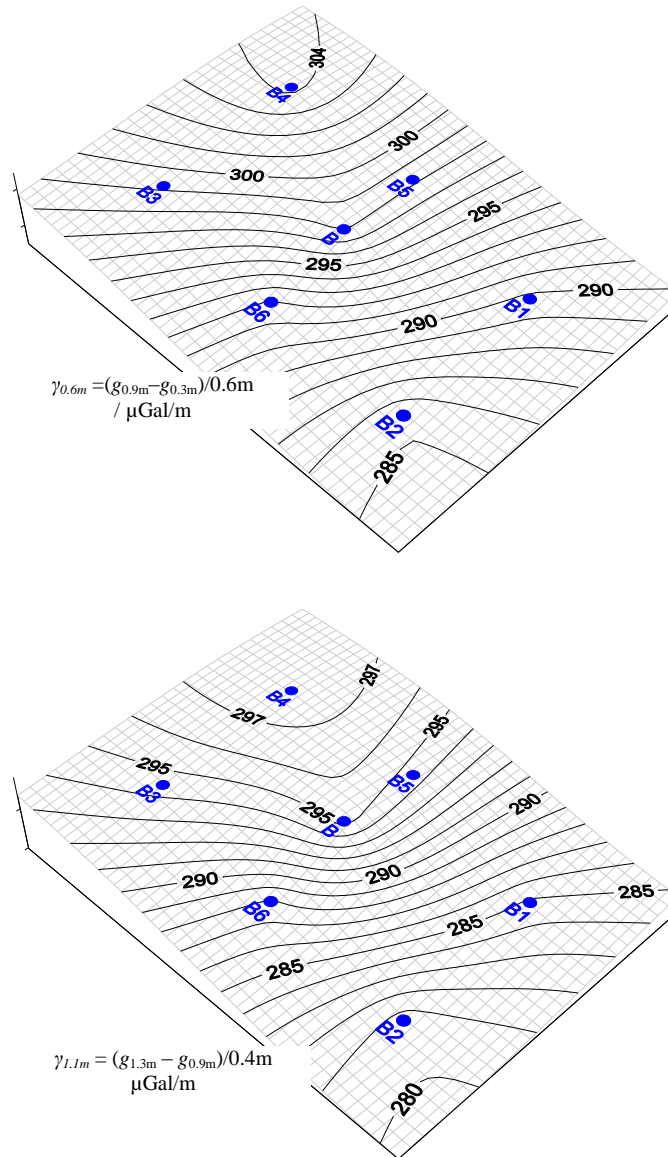 304
B4
300
300
B3
B5
295
B
295
290
B1
B6
290
γ0.6m =(g0.9m–g0.3m)/0.6m
/ μGal/m
B2
285
297
B4
297
295
295
B3
B5
295
290
B
290
290
285
B6
B1
285
285
B2
γ1.1m = (g1.3m – g0.9m)/0.4m
μGal/m
280